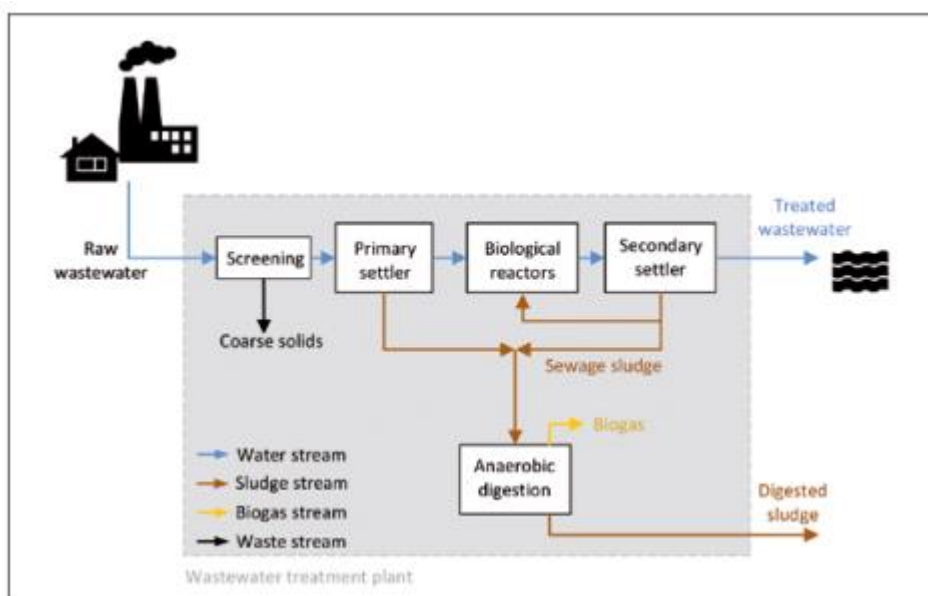 Treated
wastewater
Raw
wastewater
Screening
Primary
settler
Biological
reactors
Secondary
settler
Coarse solids
Sewage sludge
Biogas
Anaerobic
digestion
Water stream
Sludge stream
Biogas stream
Waste stream
Digested
sludge
Wastewater treatment plant